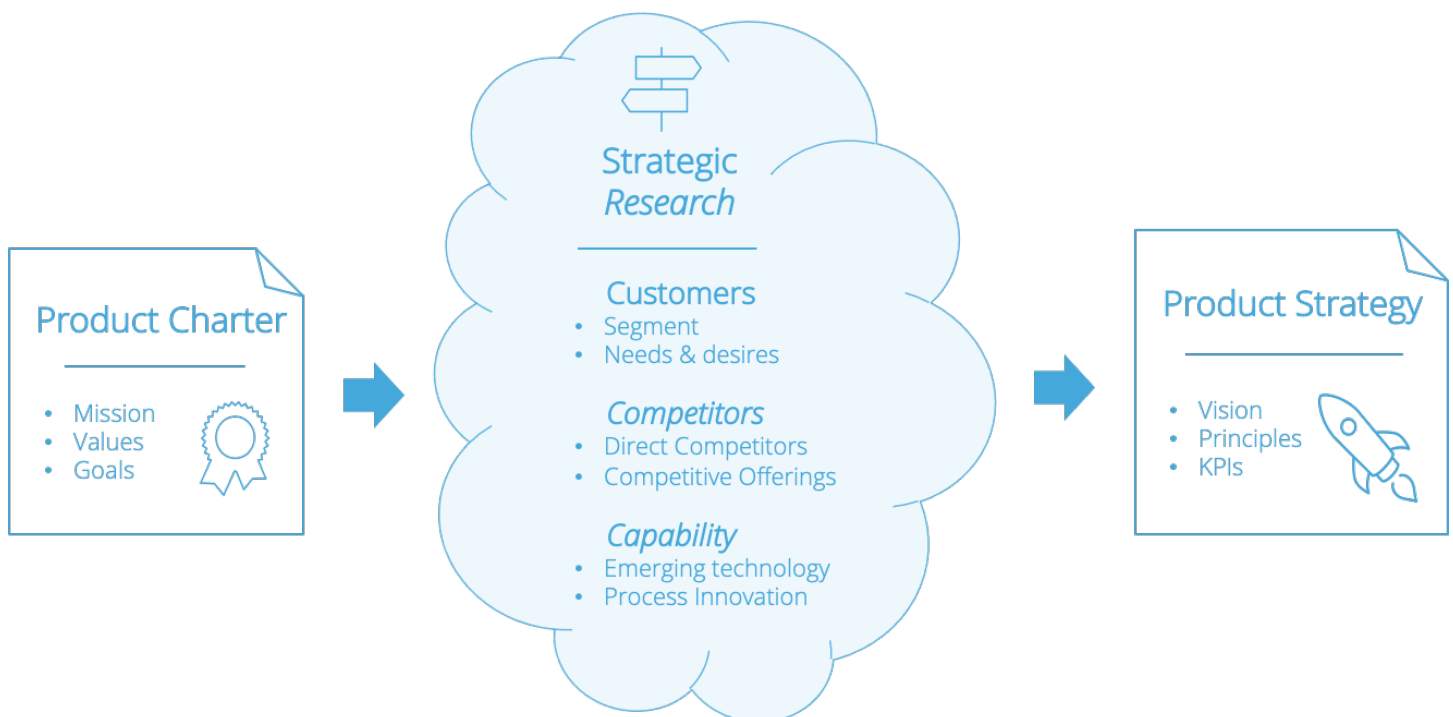 Product Charter
• Mission
• Values
• Goals
Strategic
Research
Customers
• Segment
• Needs & desires
Competitors
• Direct Competitors
• Competitive Offerings
Capability
• Emerging technology
• Process Innovation
Product Strategy
• Vision
• Principles
• KPIs